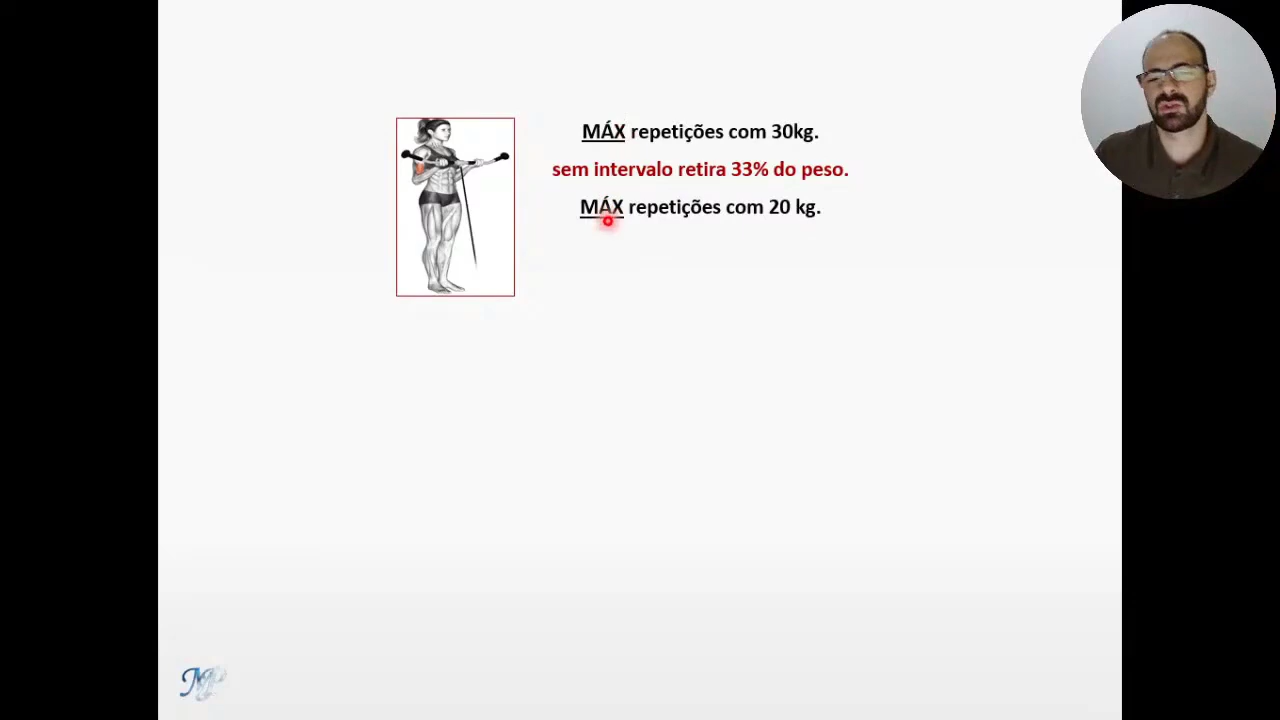 MÁX repetições com 30kg.
sem intervalo retira 33% do peso.
MÁX repetições com 20 kg.